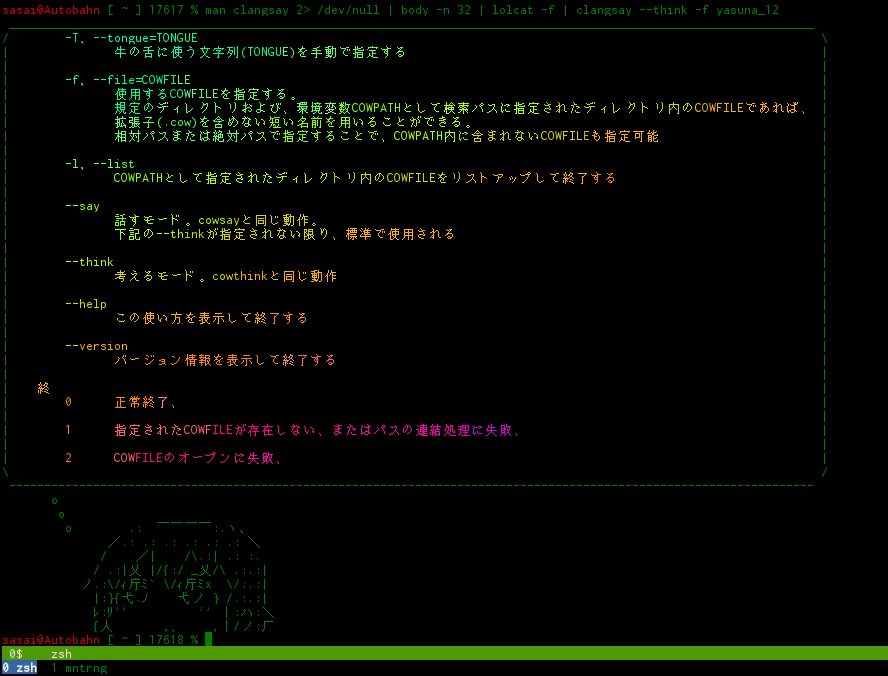 sasai@Autobahn [ ~ ] 17617 % man clangsay 2> /dev/null | body -n 32 | lolcat -f | clangsay --think -f yasuna_12
-T, --tongue=TONGUE
牛の舌に使う文字列(TONGUE)を手動で指定する
-f, --file=COWFILE
使用するCOWFILEを指定する。
規定のディレクトリおよび、環境変数COWPATHとして検索パスに指定されたディレクトリ内のCOWFILEであれば、
拡張子(.cow)を含めない短い名前を用いることができる。
相対パスまたは絶対パスで指定することで、COWPATH内に含まれないCOWFILEも指定可能
-l, --list
COWPATHとして指定されたディレクトリ内のCOWFILEをリストアップして終了する
--say
話すモード。cowsayと同じ動作。
下記の--thinkが指定されない限り、標準で使用される
--think
考えるモード。cowthinkと同じ動作
--help
この使い方を表示して終了する
--version
バージョン情報を表示して終了する
終
0 正常終了、
1 指定されたCOWFILEが存在しない、またはパスの連結処理に失敗、
2 COWFILEのオープンに失敗、
sasai@Autobahn [ ~ ] 17618 %
0$ zsh
0 zsh 1 mntrng